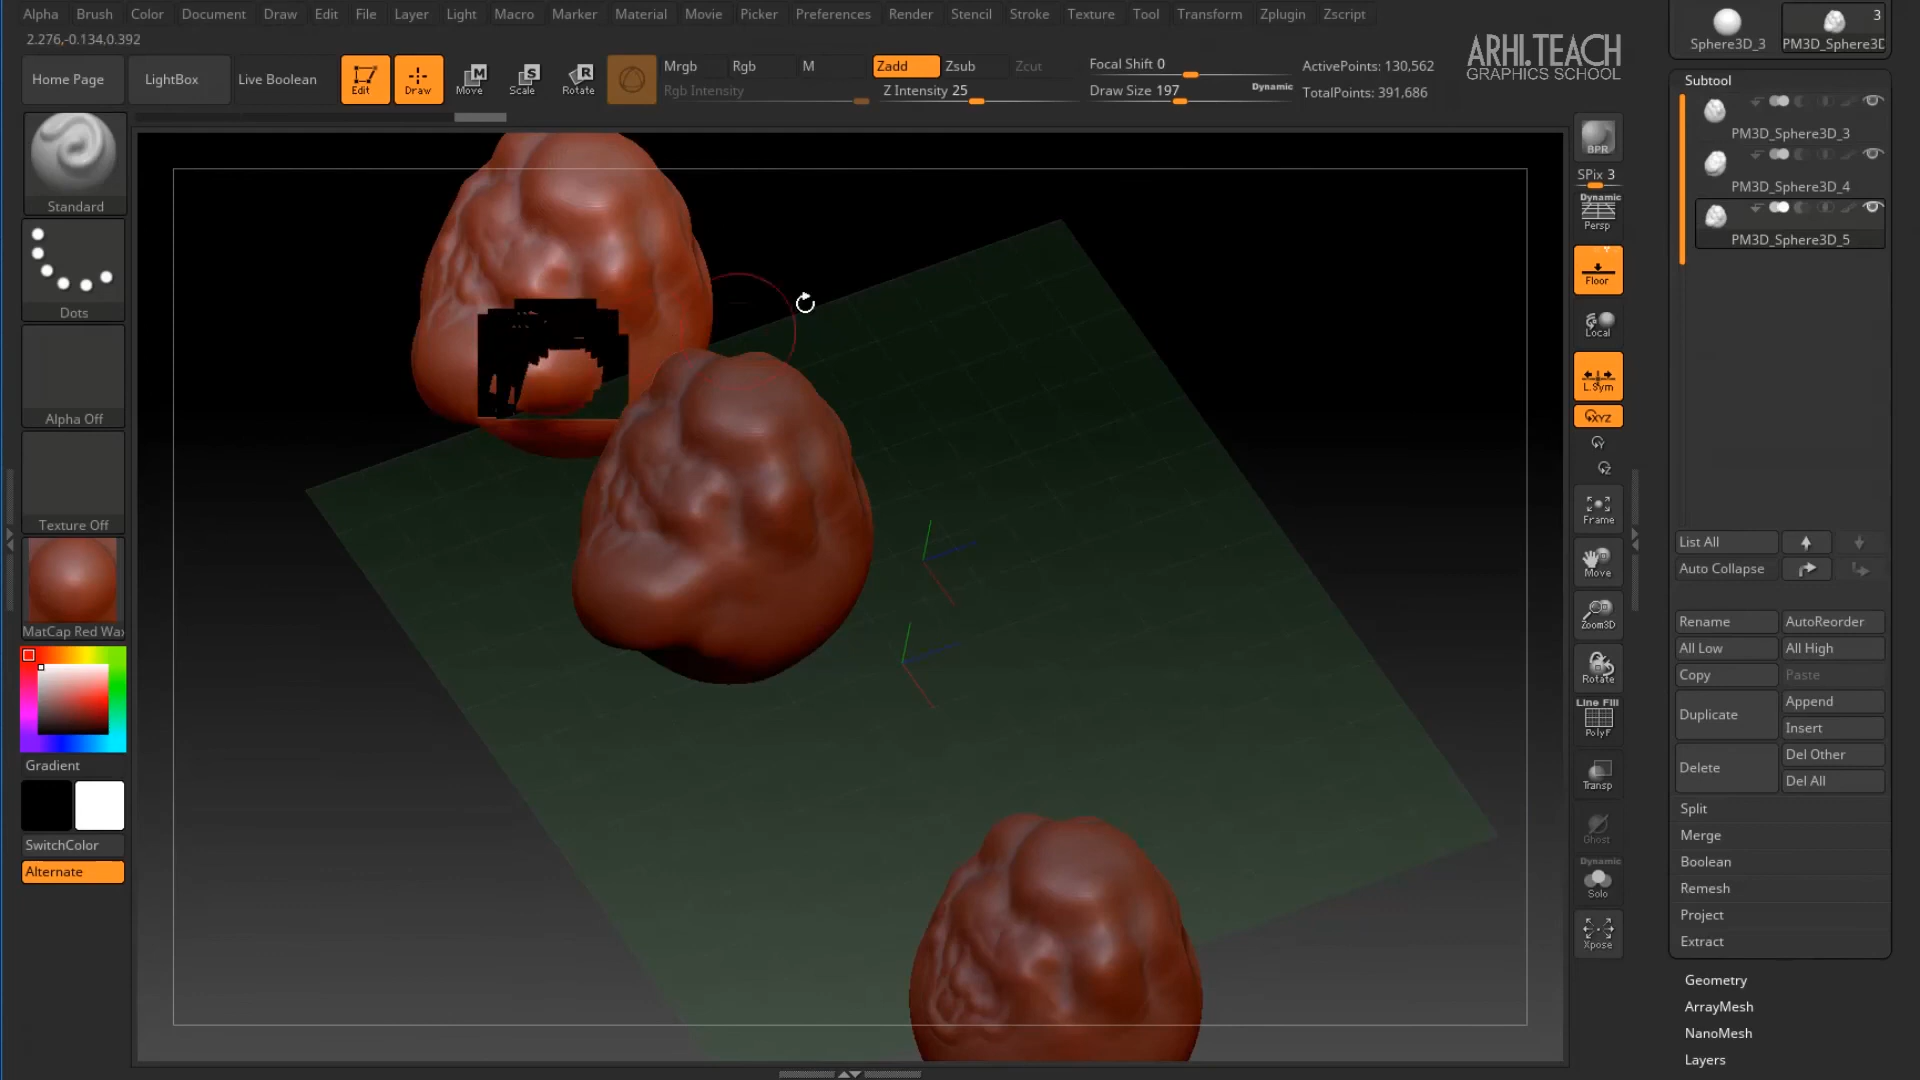 Alpha Brush Color Document Draw Edit File Layer Light Macro Marker Material Movie Picker Preferences Render Stencil Stroke Texture Tool Transform Zplugin Zscript
2.276,-0.134,0.392
Home Page LightBox Live Boolean Edit Draw Move Scale Rotate
Mrgb Rgb M Zadd Zsub Zcut Focal Shift 0 ActivePoints: 130,562
Rgb Intensity Z Intensity 25 Draw Size 197 Dynamic TotalPoints: 391,686
ARHI.TEACH
GRAPHICS SCHOOL
Standard
Dots
Alpha Off
Texture Off
MatCap Red Wax
Gradient
SwitchColor
Alternate
BPR
SPix 3
Dynamic
Persp
Floor
Local
L.Sym
XYZ
Y
Z
Frame
Move
Zoom3D
Rotate
Line Fill
PolyF
Transp
Ghost
Dynamic
Solo
Xpose
3
Sphere3D_3 PM3D_Sphere3D
Subtool
PM3D_Sphere3D_3
PM3D_Sphere3D_4
PM3D_Sphere3D_5
List All
Auto Collapse
Rename AutoReorder
All Low All High
Copy Paste
Duplicate Append
Insert
Delete Del Other
Del All
Split
Merge
Boolean
Remesh
Project
Extract
Geometry
ArrayMesh
NanoMesh
Layers